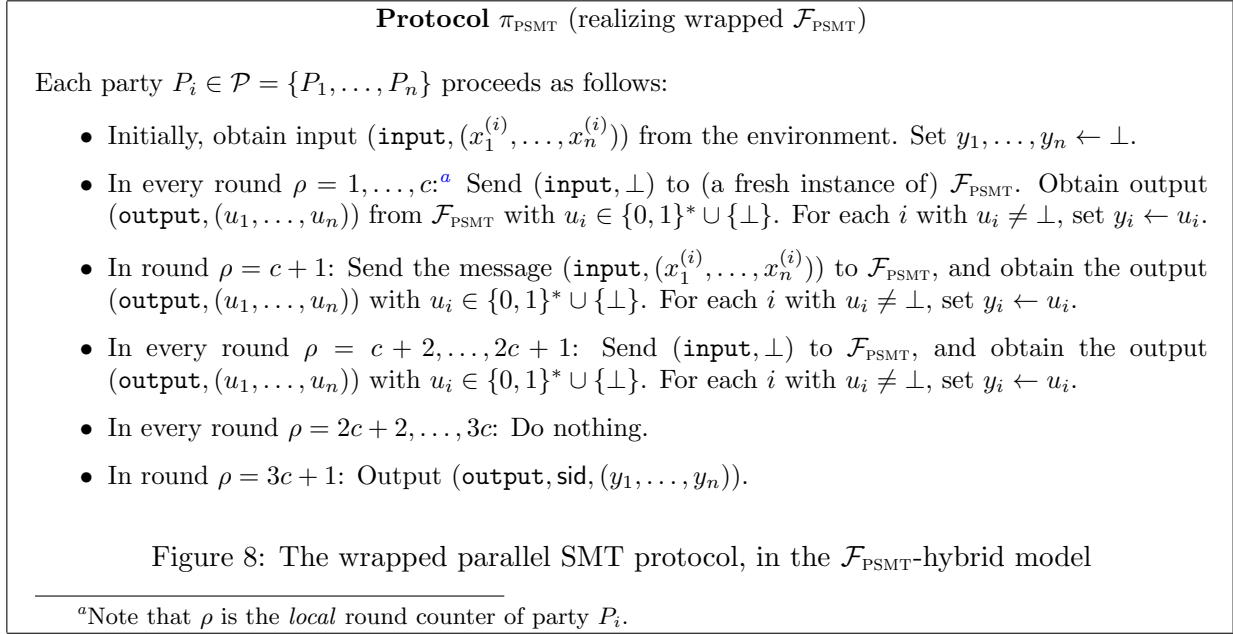 Protocol π_PSMT (realizing wrapped F_PSMT)
Each party P_i ∈ P = {P_1, . . . , P_n} proceeds as follows:
• Initially, obtain input (input, (x_1^{(i)}, . . . , x_n^{(i)})) from the environment. Set y_1, . . . , y_n ← ⊥.
• In every round ρ = 1, . . . , c:^a Send (input, ⊥) to (a fresh instance of) F_PSMT. Obtain output
(output, (u_1, . . . , u_n)) from F_PSMT with u_i ∈ {0, 1}^* ∪ {⊥}. For each i with u_i ≠ ⊥, set y_i ← u_i.
• In round ρ = c + 1: Send the message (input, (x_1^{(i)}, . . . , x_n^{(i)})) to F_PSMT, and obtain the output
(output, (u_1, . . . , u_n)) with u_i ∈ {0, 1}^* ∪ {⊥}. For each i with u_i ≠ ⊥, set y_i ← u_i.
• In every round ρ = c + 2, . . . , 2c + 1: Send (input, ⊥) to F_PSMT, and obtain the output
(output, (u_1, . . . , u_n)) with u_i ∈ {0, 1}^* ∪ {⊥}. For each i with u_i ≠ ⊥, set y_i ← u_i.
• In every round ρ = 2c + 2, . . . , 3c: Do nothing.
• In round ρ = 3c + 1: Output (output, sid, (y_1, . . . , y_n)).
Figure 8: The wrapped parallel SMT protocol, in the F_PSMT-hybrid model
^a Note that ρ is the local round counter of party P_i.